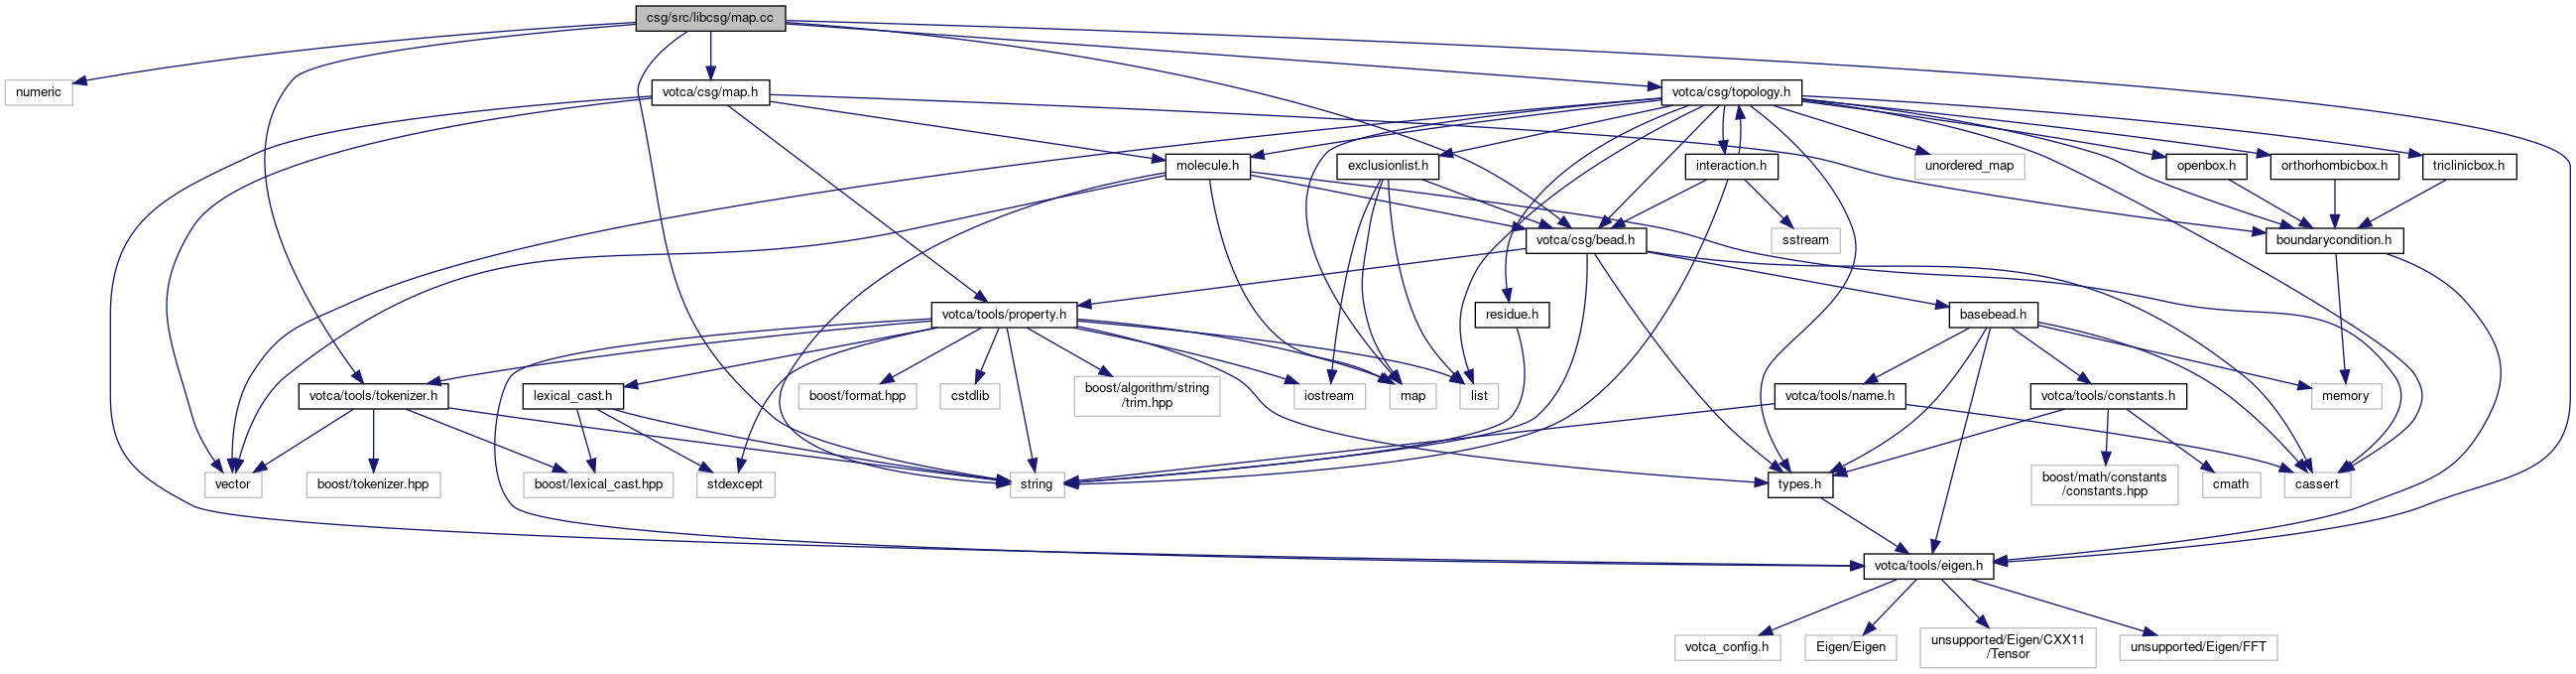 csg/src/libcsg/map.cc
numeric
votca/csg/map.h
votca/csg/topology.h
molecule.h
exclusionlist.h
interaction.h
unordered_map
openbox.h
orthorhombicbox.h
triclinicbox.h
votca/csg/bead.h
sstream
boundarycondition.h
votca/tools/property.h
residue.h
basebead.h
votca/tools/tokenizer.h
lexical_cast.h
boost/format.hpp
cstdlib
boost/algorithm/string
/trim.hpp
iostream
map
list
votca/tools/name.h
votca/tools/constants.h
memory
vector
boost/tokenizer.hpp
boost/lexical_cast.hpp
stdexcept
string
types.h
boost/math/constants
/constants.hpp
cmath
cassert
votca/tools/eigen.h
votca_config.h
Eigen/Eigen
unsupported/Eigen/CXX11
/Tensor
unsupported/Eigen/FFT